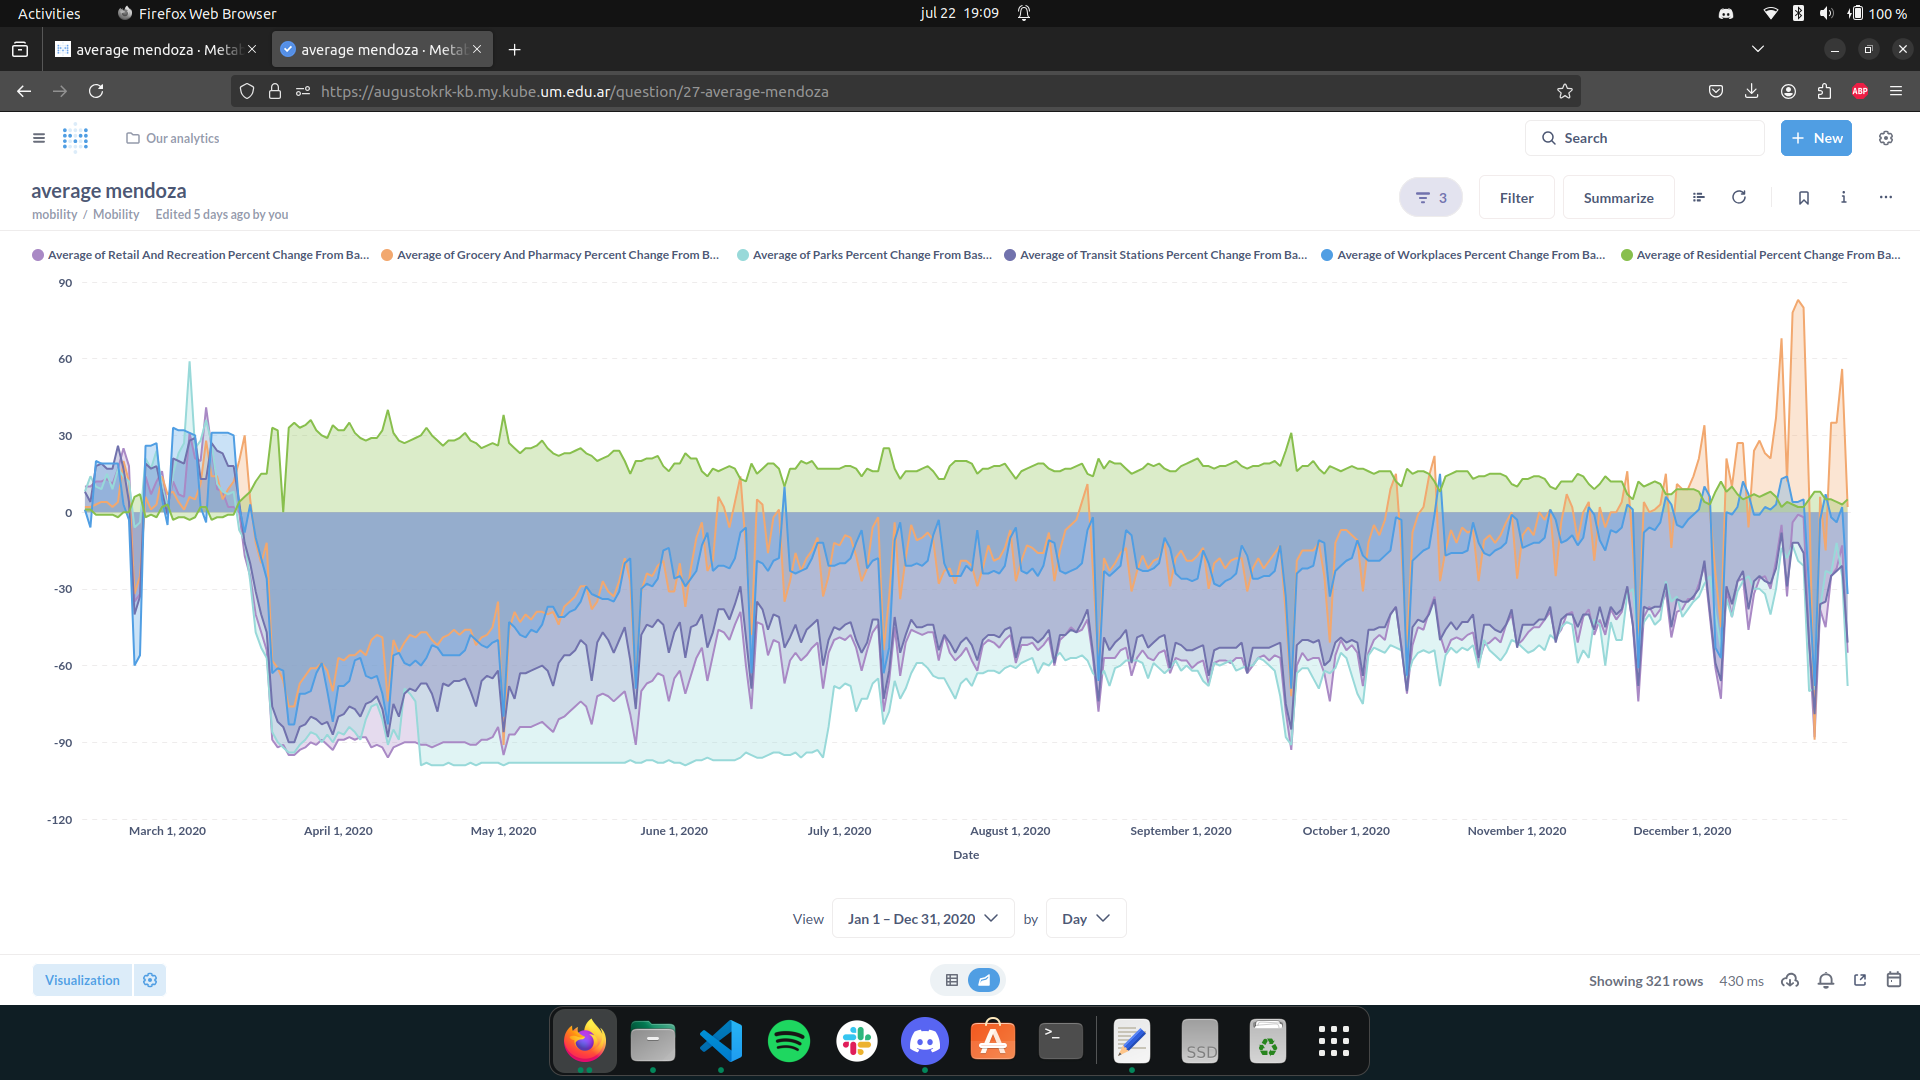 Activities
Firefox Web Browser
jul 22 19:09
100 %
average mendoza · Metab
average mendoza · Metab
https://augustokrk-kb.my.kube.um.edu.ar/question/27-average-mendoza
ABP
Our analytics
Search
+ New
average mendoza
mobility / Mobility Edited 5 days ago by you
3
Filter
Summarize
Average of Retail And Recreation Percent Change From Ba...
Average of Grocery And Pharmacy Percent Change From B...
Average of Parks Percent Change From Bas...
Average of Transit Stations Percent Change From Ba...
Average of Workplaces Percent Change From Ba...
Average of Residential Percent Change From Ba...
90
60
30
0
-30
-60
-90
-120
March 1, 2020
April 1, 2020
May 1, 2020
June 1, 2020
July 1, 2020
August 1, 2020
September 1, 2020
October 1, 2020
November 1, 2020
December 1, 2020
Date
View
Jan 1 – Dec 31, 2020
by
Day
Visualization
Showing 321 rows
430 ms
SSD